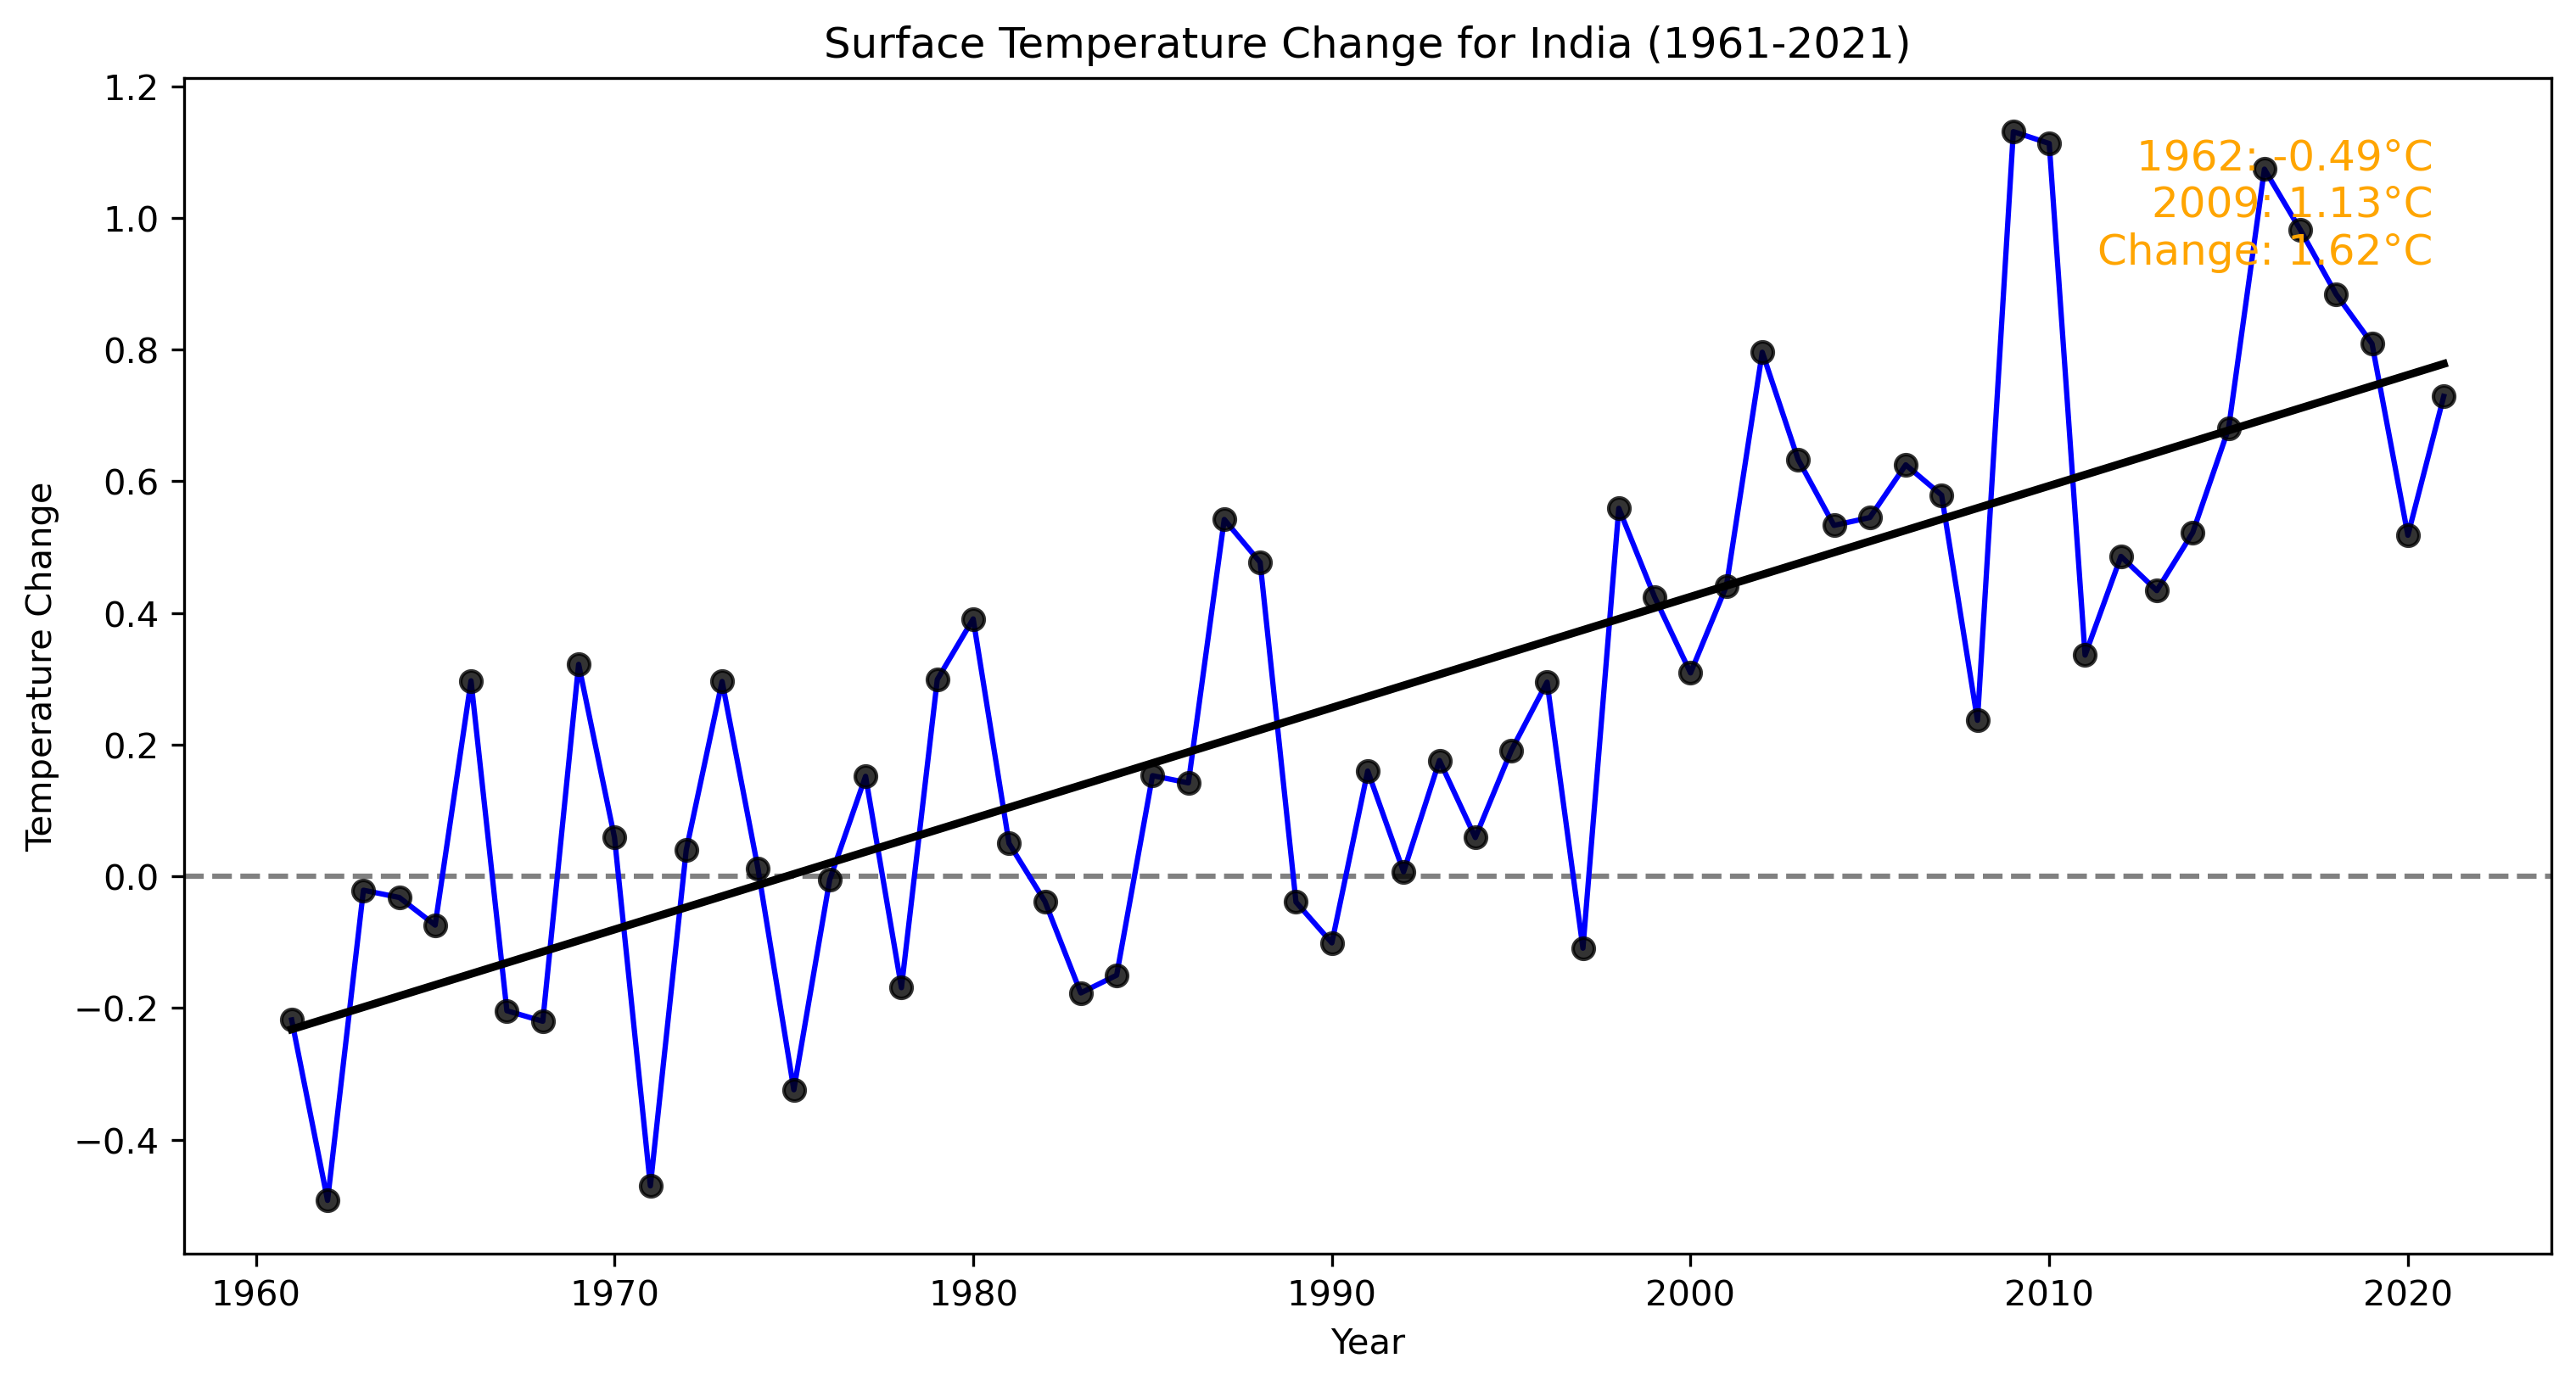 Surface Temperature Change for India (1961-2021)
1.2
1.0
0.8
0.6
0.4
0.2
0.0
−0.2
−0.4
Temperature Change
1962: -0.49°C
2009: 1.13°C
Change: 1.62°C
1960 1970 1980 1990 2000 2010 2020
Year